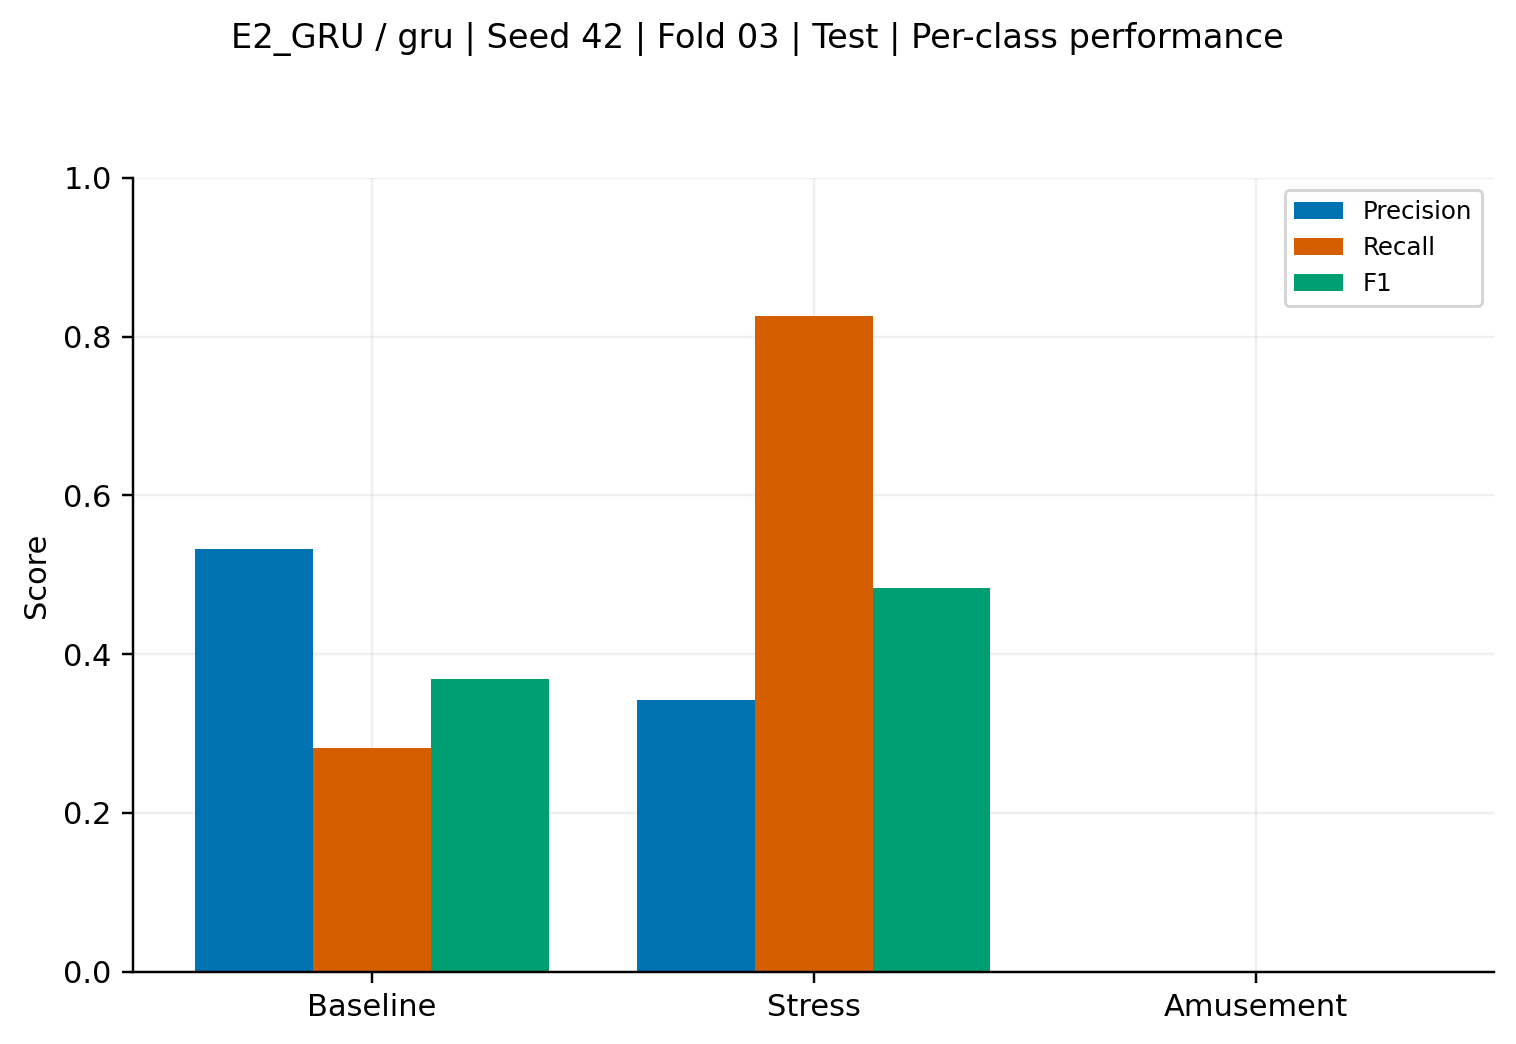 E2_GRU / gru | Seed 42 | Fold 03 | Test | Per-class performance
1.0
0.8
0.6
0.4
0.2
0.0
Score
Precision
Recall
F1
Baseline
Stress
Amusement